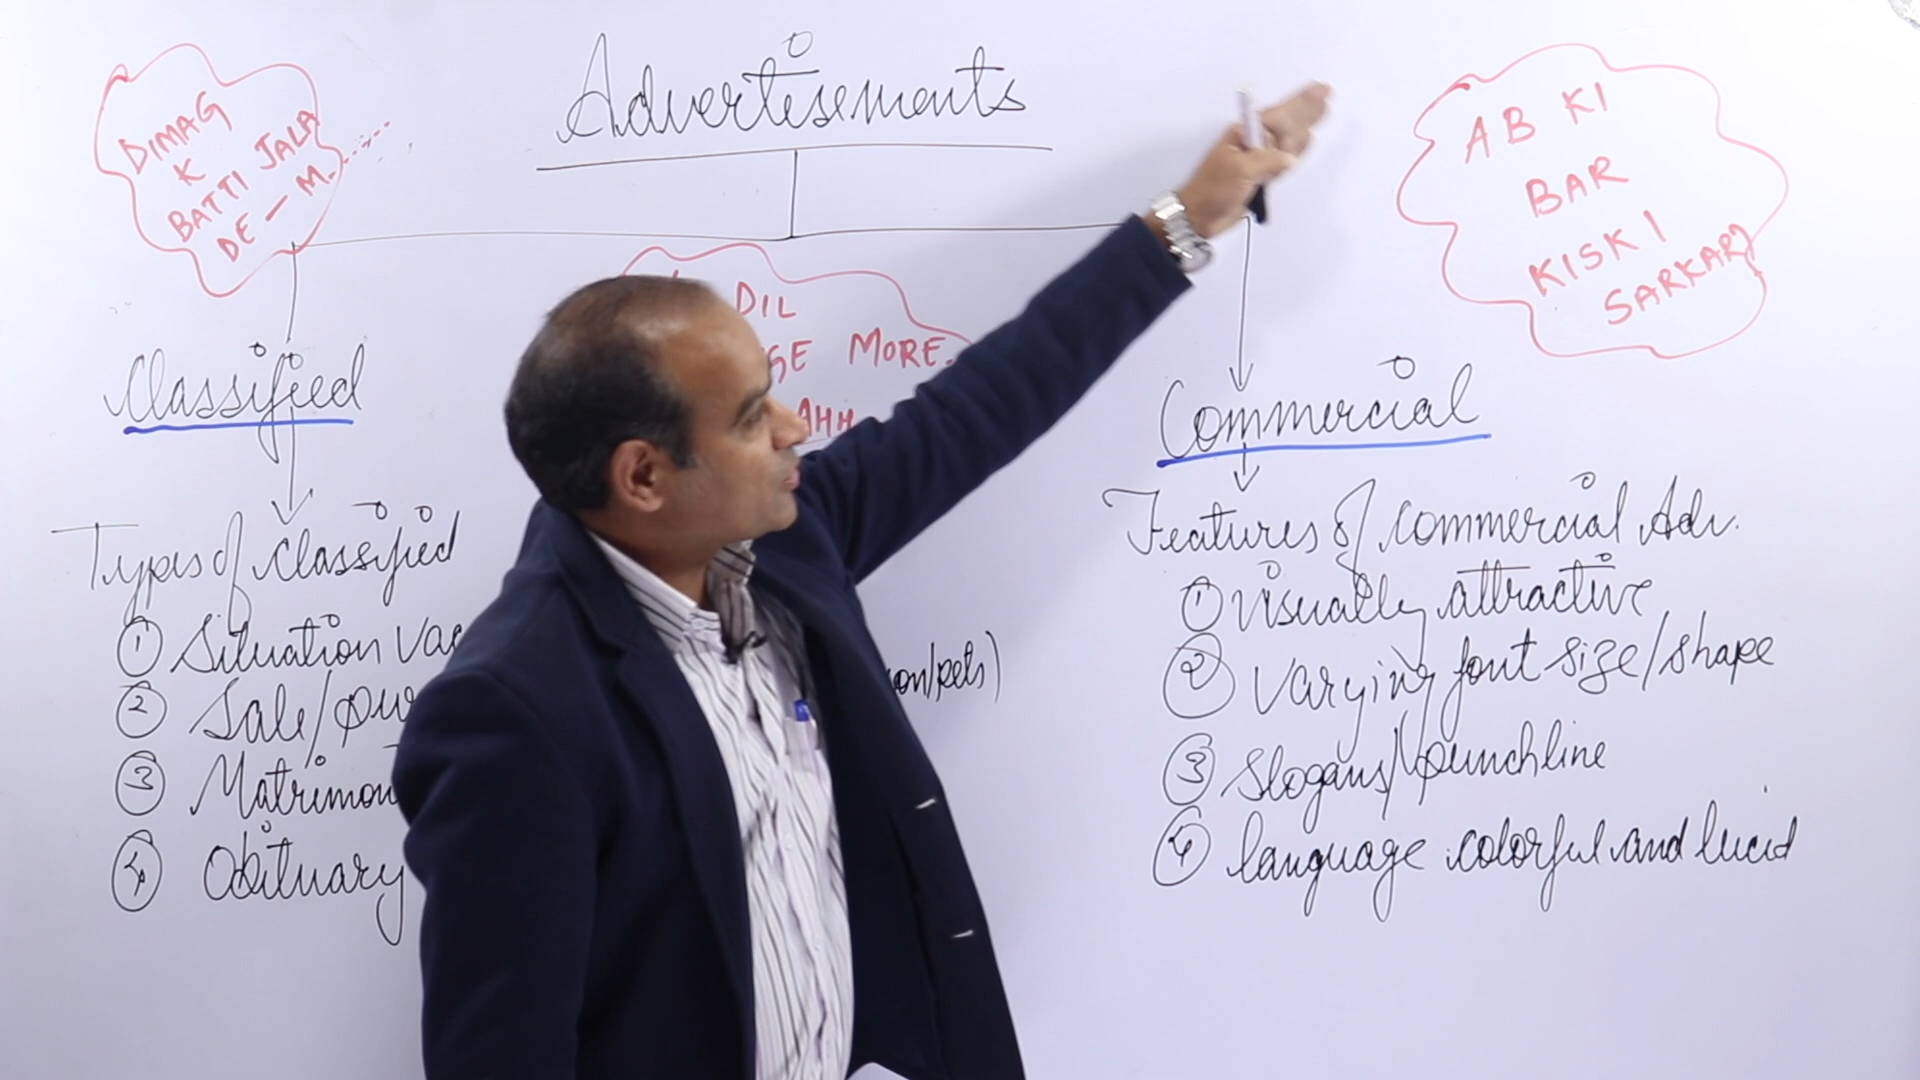 Advertisements
DIMAG
K
BATTI JALA
DE - M.
AB KI
BAR
KISKI
SARKAR
DIL
MORE.
AHH
Classified
Types of Classified
① Situation
② Sale/
③
④ Obituary
Commercial
Features of commercial Adv.
① visually attractive
② Varying font size/shape
③ Slogans/punchline
④ language colorful and lucid